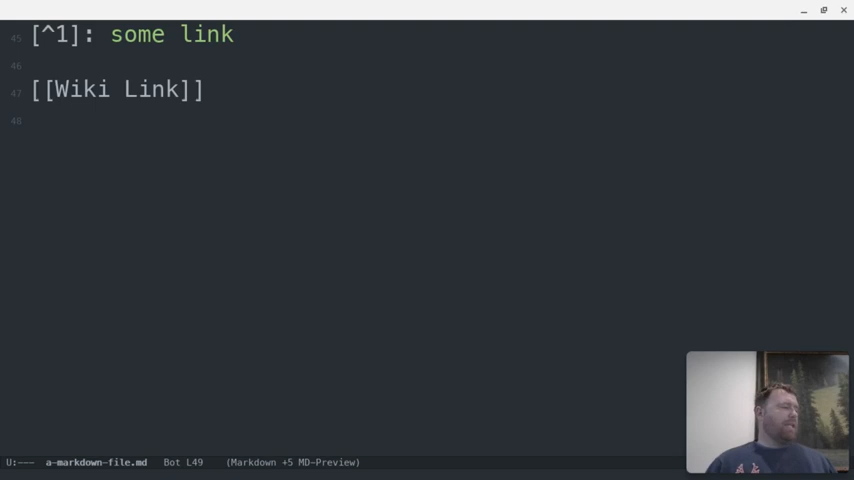 45 [^1]: some link
46
47 [[Wiki Link]]
48
U:--- a-markdown-file.md Bot L49 (Markdown +5 MD-Preview)